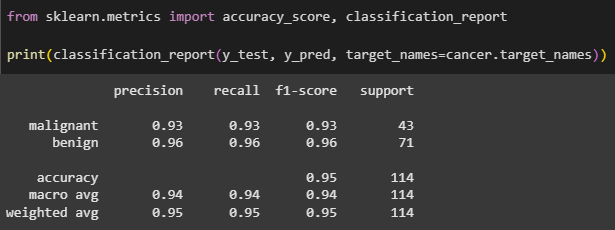 from sklearn.metrics import accuracy_score, classification_report
print(classification_report(y_test, y_pred, target_names=cancer.target_names))
precision recall f1-score support
malignant 0.93 0.93 0.93 43
benign 0.96 0.96 0.96 71
accuracy 0.95 114
macro avg 0.94 0.94 0.94 114
weighted avg 0.95 0.95 0.95 114